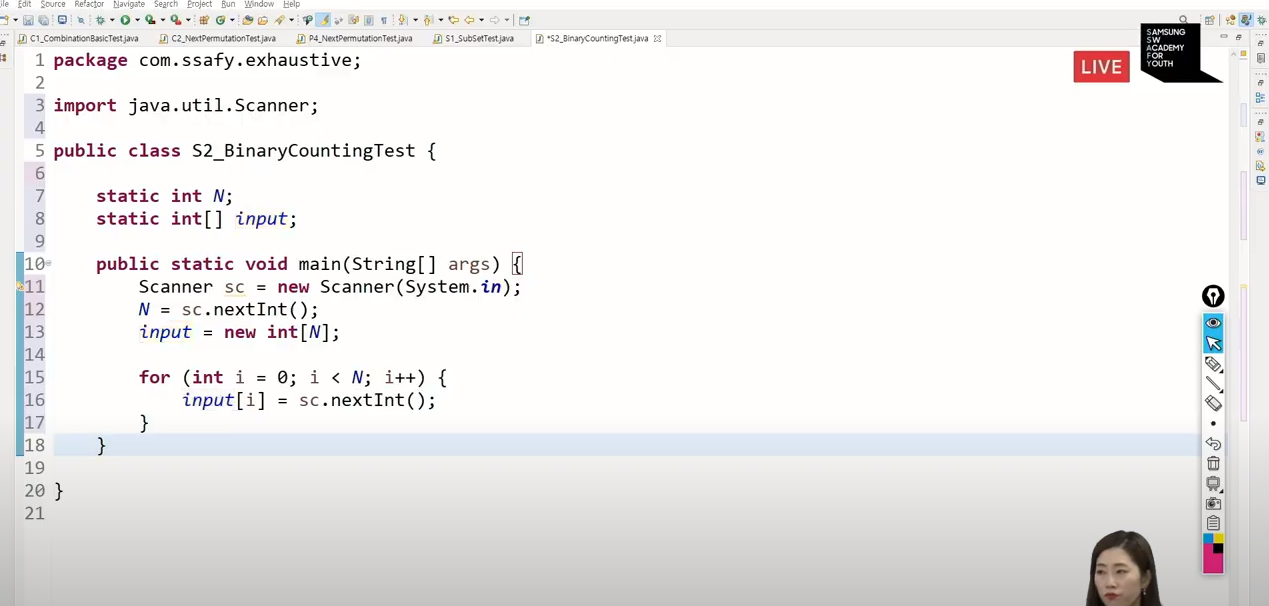 File Edit Source Refactor Navigate Search Project Run Window Help
C1_CombinationBasicTest.java C2_NextPermutationTest.java P4_NextPermutationTest.java S1_SubSetTest.java *S2_BinaryCountingTest.java
SAMSUNG
SW
ACADEMY
FOR
YOUTH
LIVE
1 package com.ssafy.exhaustive;
2
3 import java.util.Scanner;
4
5 public class S2_BinaryCountingTest {
6
7 static int N;
8 static int[] input;
9
10 public static void main(String[] args) {
11 Scanner sc = new Scanner(System.in);
12 N = sc.nextInt();
13 input = new int[N];
14
15 for (int i = 0; i < N; i++) {
16 input[i] = sc.nextInt();
17 }
18 }
19
20 }
21